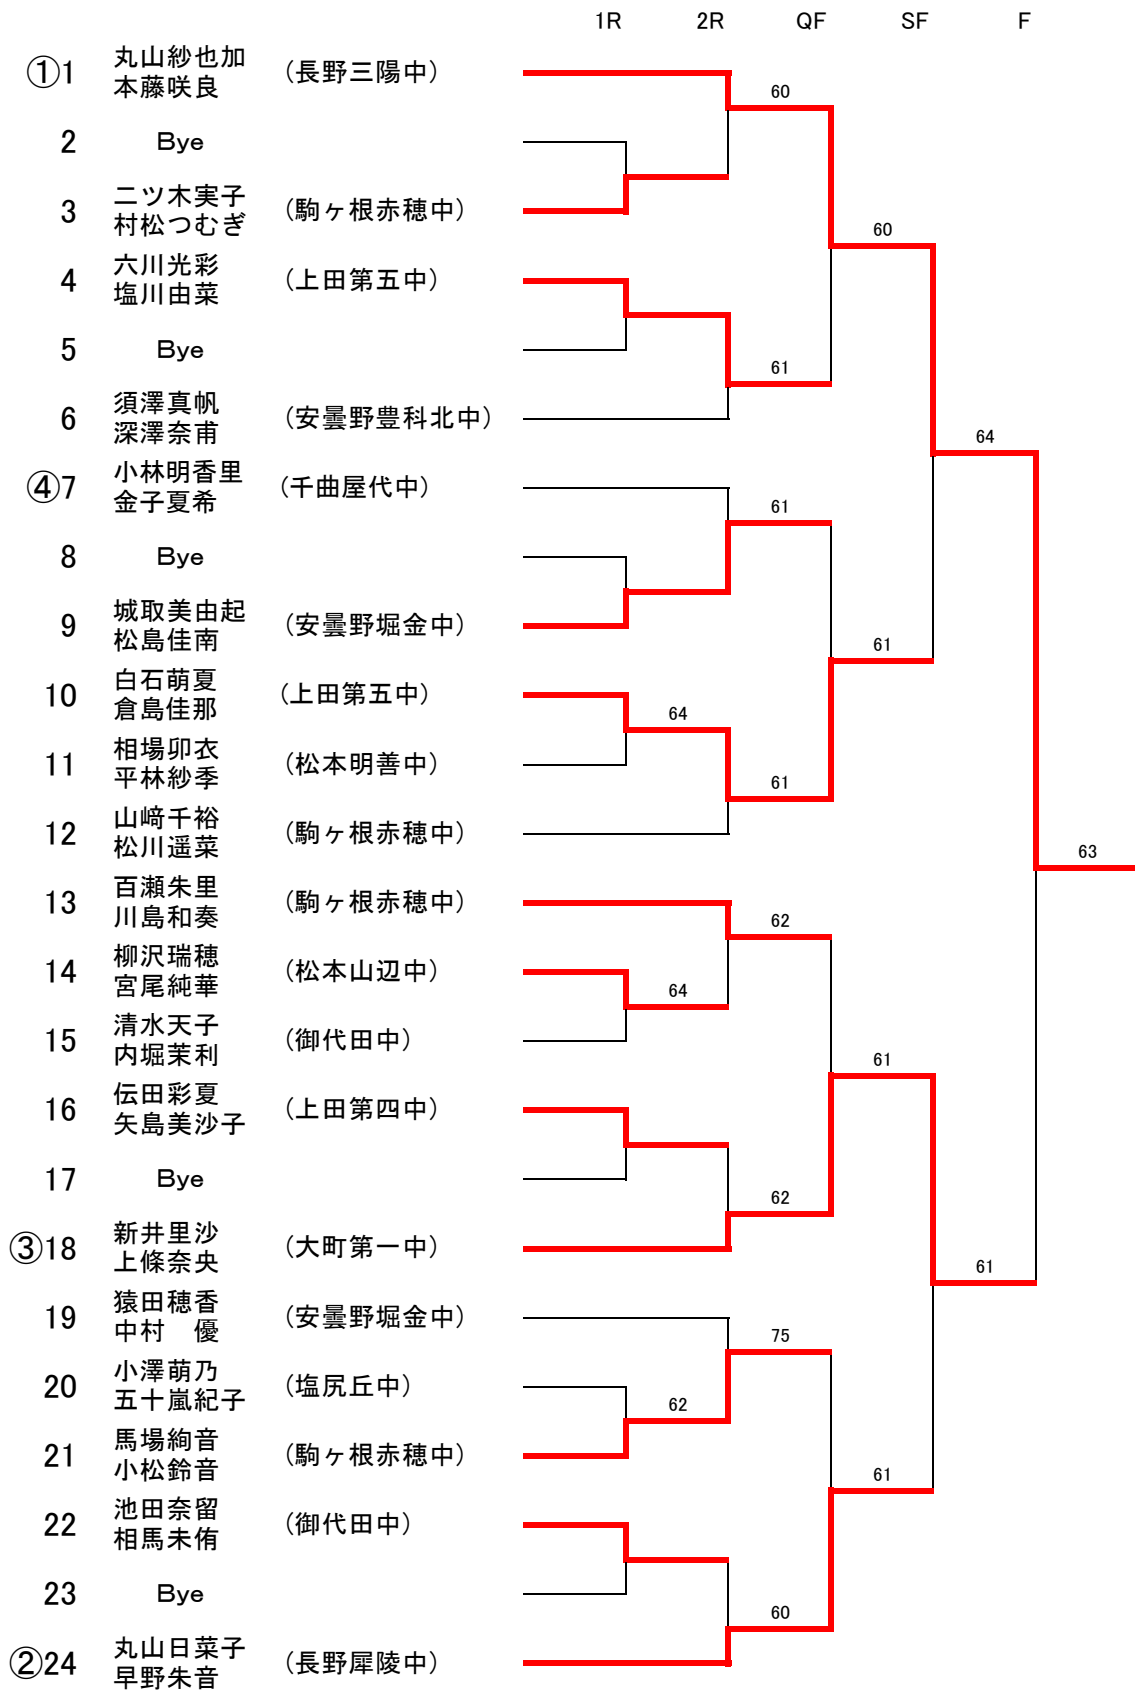 1R 2R QF SF F
①1 丸山紗也加 本藤咲良 (長野三陽中)
60
2 Bye
3 二ツ木実子 村松つむぎ (駒ヶ根赤穂中)
60
4 六川光彩 塩川由菜 (上田第五中)
5 Bye
61
6 須澤真帆 深澤奈甫 (安曇野豊科北中)
64
④7 小林明香里 金子夏希 (千曲屋代中)
61
8 Bye
9 城取美由起 松島佳南 (安曇野堀金中)
61
10 白石萌夏 倉島佳那 (上田第五中)
64
11 相場卯衣 平林紗季 (松本明善中)
61
12 山﨑千裕 松川遥菜 (駒ヶ根赤穂中)
63
13 百瀬朱里 川島和奏 (駒ヶ根赤穂中)
62
14 柳沢瑞穂 宮尾純華 (松本山辺中)
64
15 清水天子 内堀茉利 (御代田中)
61
16 伝田彩夏 矢島美沙子 (上田第四中)
17 Bye
62
③18 新井里沙 上條奈央 (大町第一中)
61
19 猿田穂香 中村　優 (安曇野堀金中)
75
20 小澤萌乃 五十嵐紀子 (塩尻丘中)
62
21 馬場絢音 小松鈴音 (駒ヶ根赤穂中)
61
22 池田奈留 相馬未侑 (御代田中)
23 Bye
60
②24 丸山日菜子 早野朱音 (長野犀陵中)